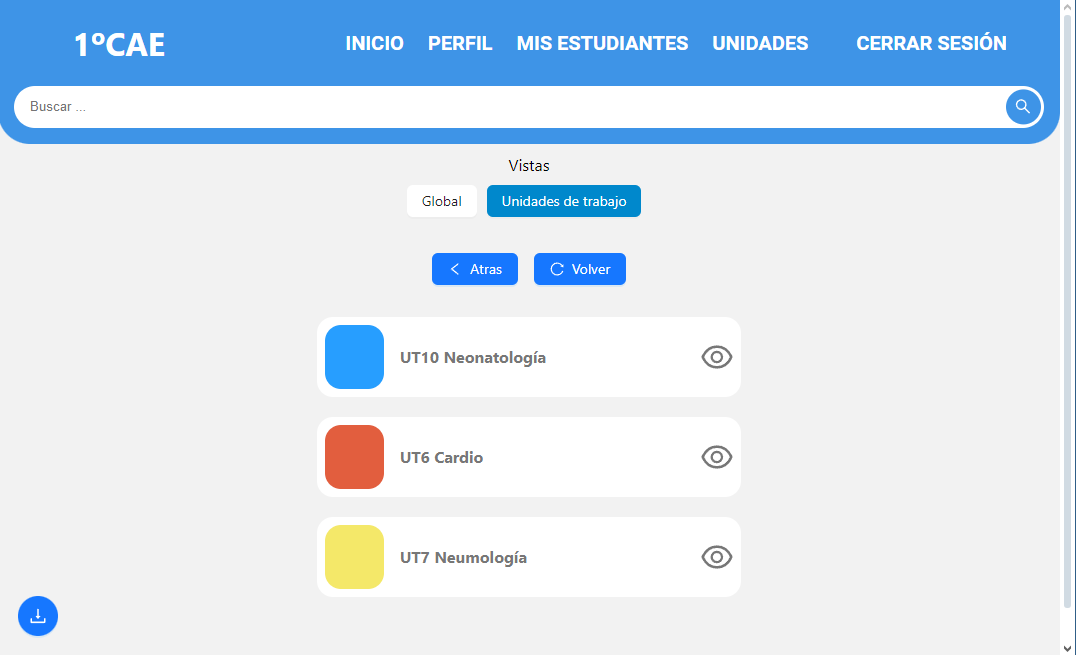 1ºCAE INICIO PERFIL MIS ESTUDIANTES UNIDADES CERRAR SESIÓN
Buscar ...
Vistas
Global Unidades de trabajo
Atras Volver
UT10 Neonatología
UT6 Cardio
UT7 Neumología